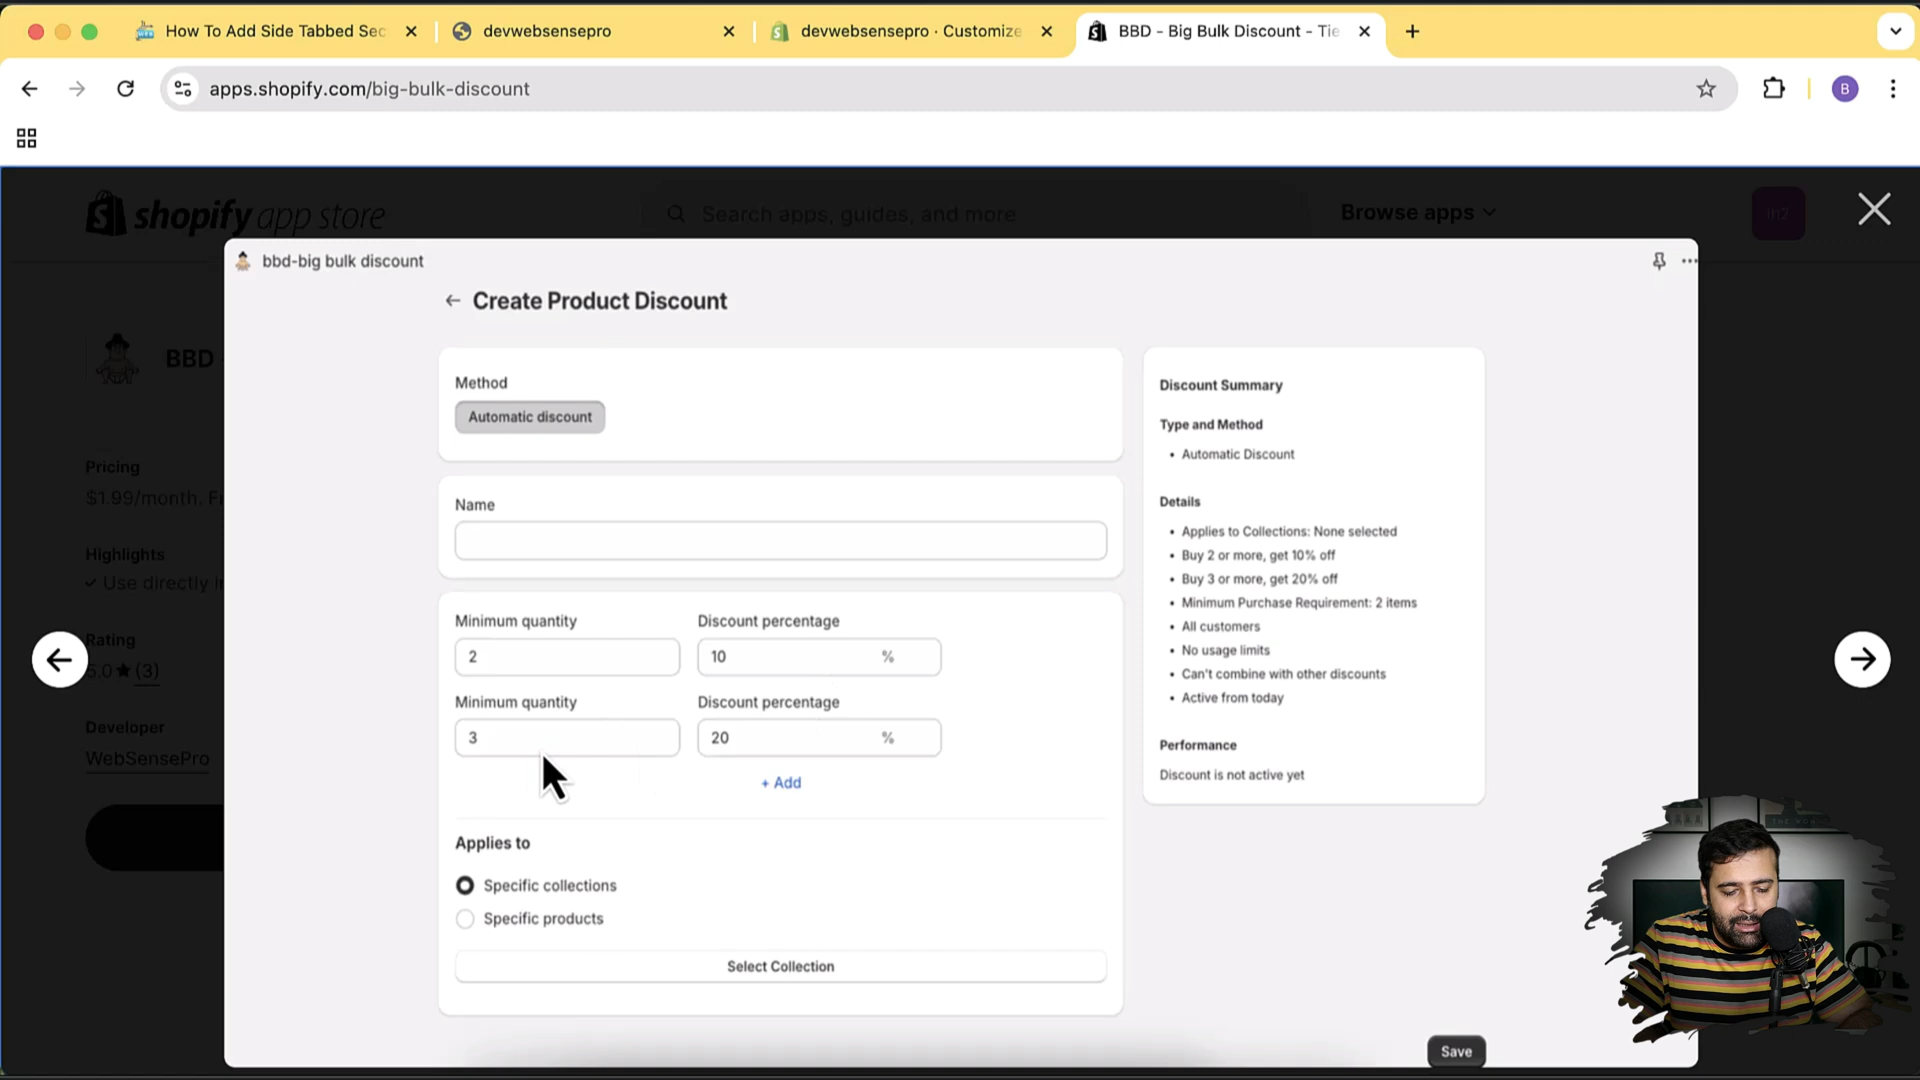 How To Add Side Tabbed Sec
devwebsensepro
devwebsensepro · Customize
BBD - Big Bulk Discount - Tie
apps.shopify.com/big-bulk-discount
B
shopify app store
Search apps, guides, and more
Browse apps
bbd-big bulk discount
Create Product Discount
BBD
Method
Automatic discount
Name
Pricing
$1.99/month.
Highlights
Use directly
Rating
5.0★ (3)
Developer
WebSensePro
Minimum quantity
Discount percentage
2
10 %
Minimum quantity
Discount percentage
3
20 %
+ Add
Applies to
Specific collections
Specific products
Select Collection
Discount Summary
Type and Method
• Automatic Discount
Details
• Applies to Collections: None selected
• Buy 2 or more, get 10% off
• Buy 3 or more, get 20% off
• Minimum Purchase Requirement: 2 items
• All customers
• No usage limits
• Can't combine with other discounts
• Active from today
Performance
Discount is not active yet
Save